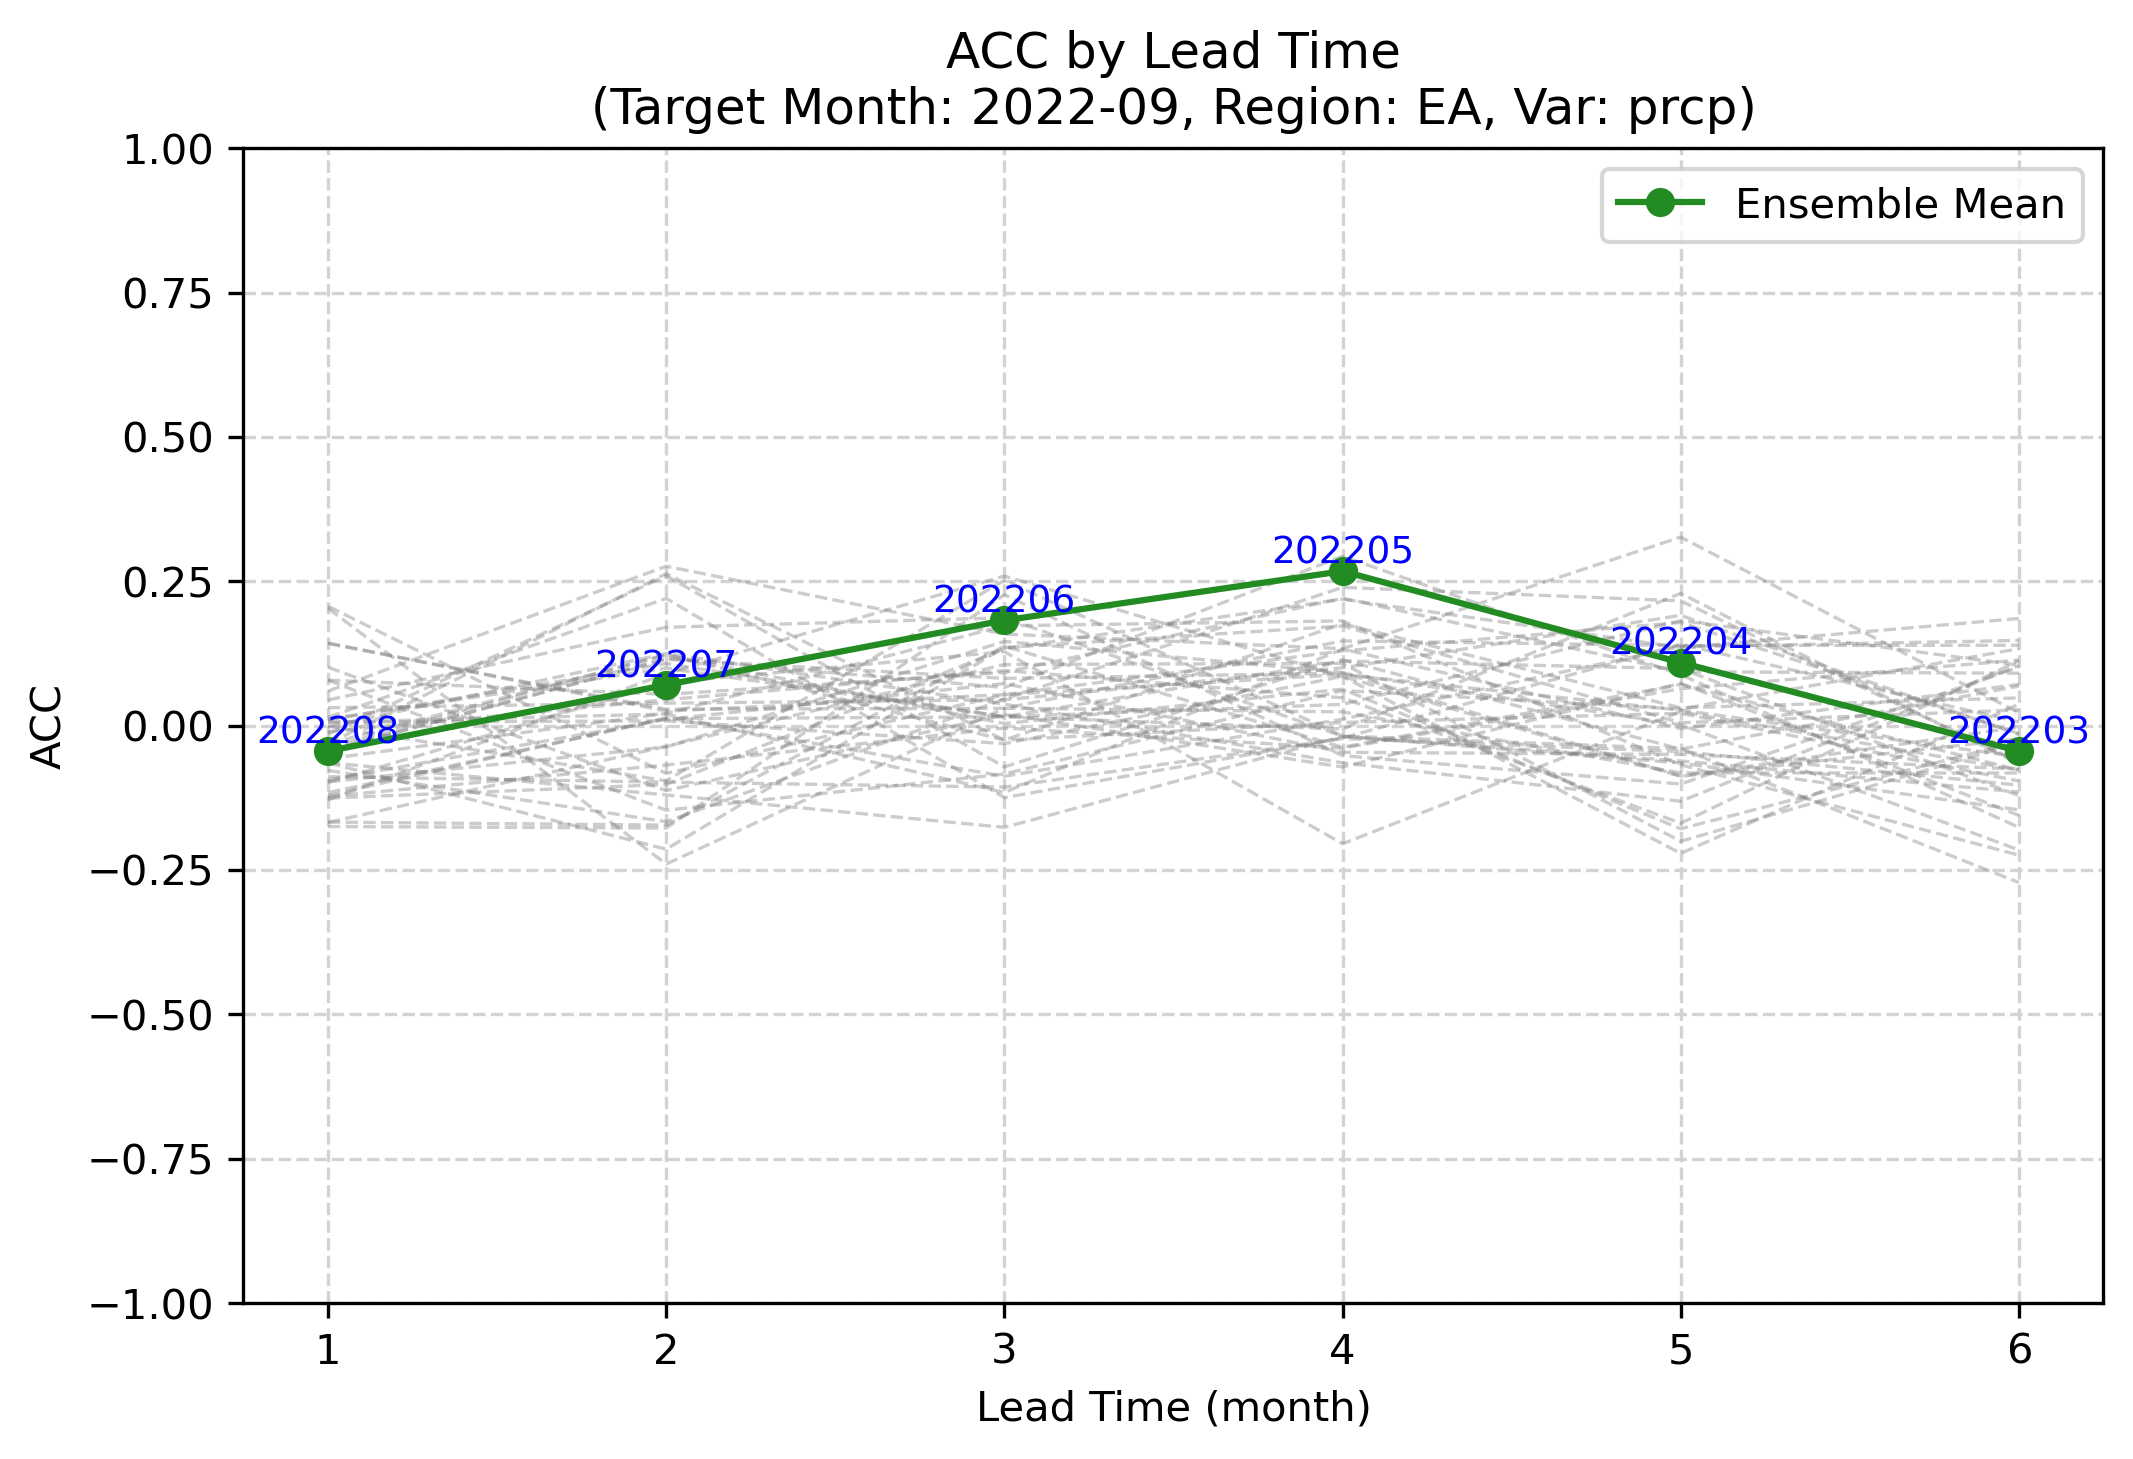 ACC by Lead Time
(Target Month: 2022-09, Region: EA, Var: prcp)
Ensemble Mean
ACC
1.00
0.75
0.50
0.25
0.00
−0.25
−0.50
−0.75
−1.00
202208
202207
202206
202205
202204
202203
1 2 3 4 5 6
Lead Time (month)